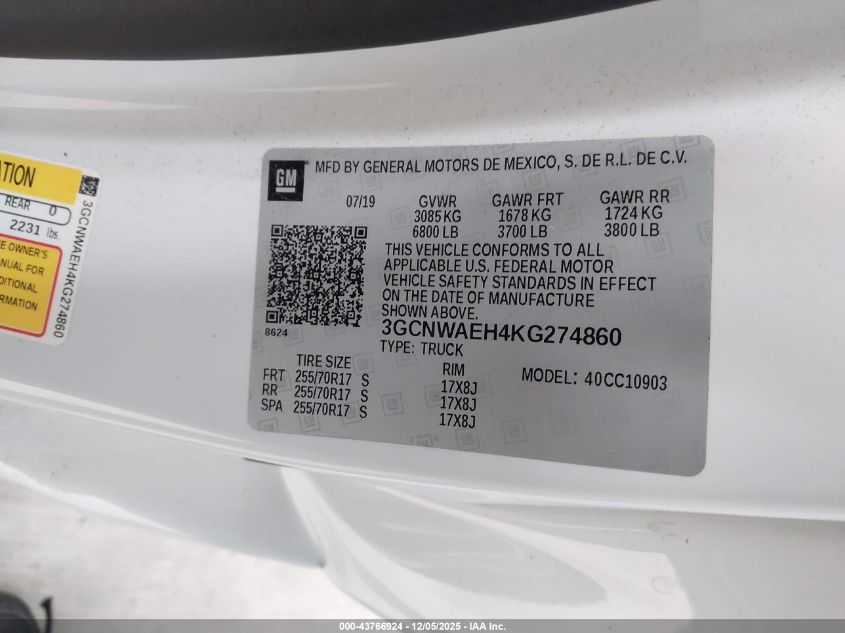 ATION
REAR 0
2231 lbs.
E OWNER'S
ANUAL FOR
DITIONAL
ORMATION
3GCNWAEH4KG274860
GM
MFD BY GENERAL MOTORS DE MEXICO, S. DE R.L. DE C.V.
07/19 GVWR GAWR FRT GAWR RR
3085 KG 1678 KG 1724 KG
6800 LB 3700 LB 3800 LB
THIS VEHICLE CONFORMS TO ALL
APPLICABLE U.S. FEDERAL MOTOR
VEHICLE SAFETY STANDARDS IN EFFECT
ON THE DATE OF MANUFACTURE
SHOWN ABOVE.
8624
3GCNWAEH4KG274860
TYPE: TRUCK
TIRE SIZE RIM MODEL: 40CC10903
FRT 255/70R17 S 17X8J
RR 255/70R17 S 17X8J
SPA 255/70R17 S 17X8J
000-43766924 - 12/05/2025 - IAA Inc.